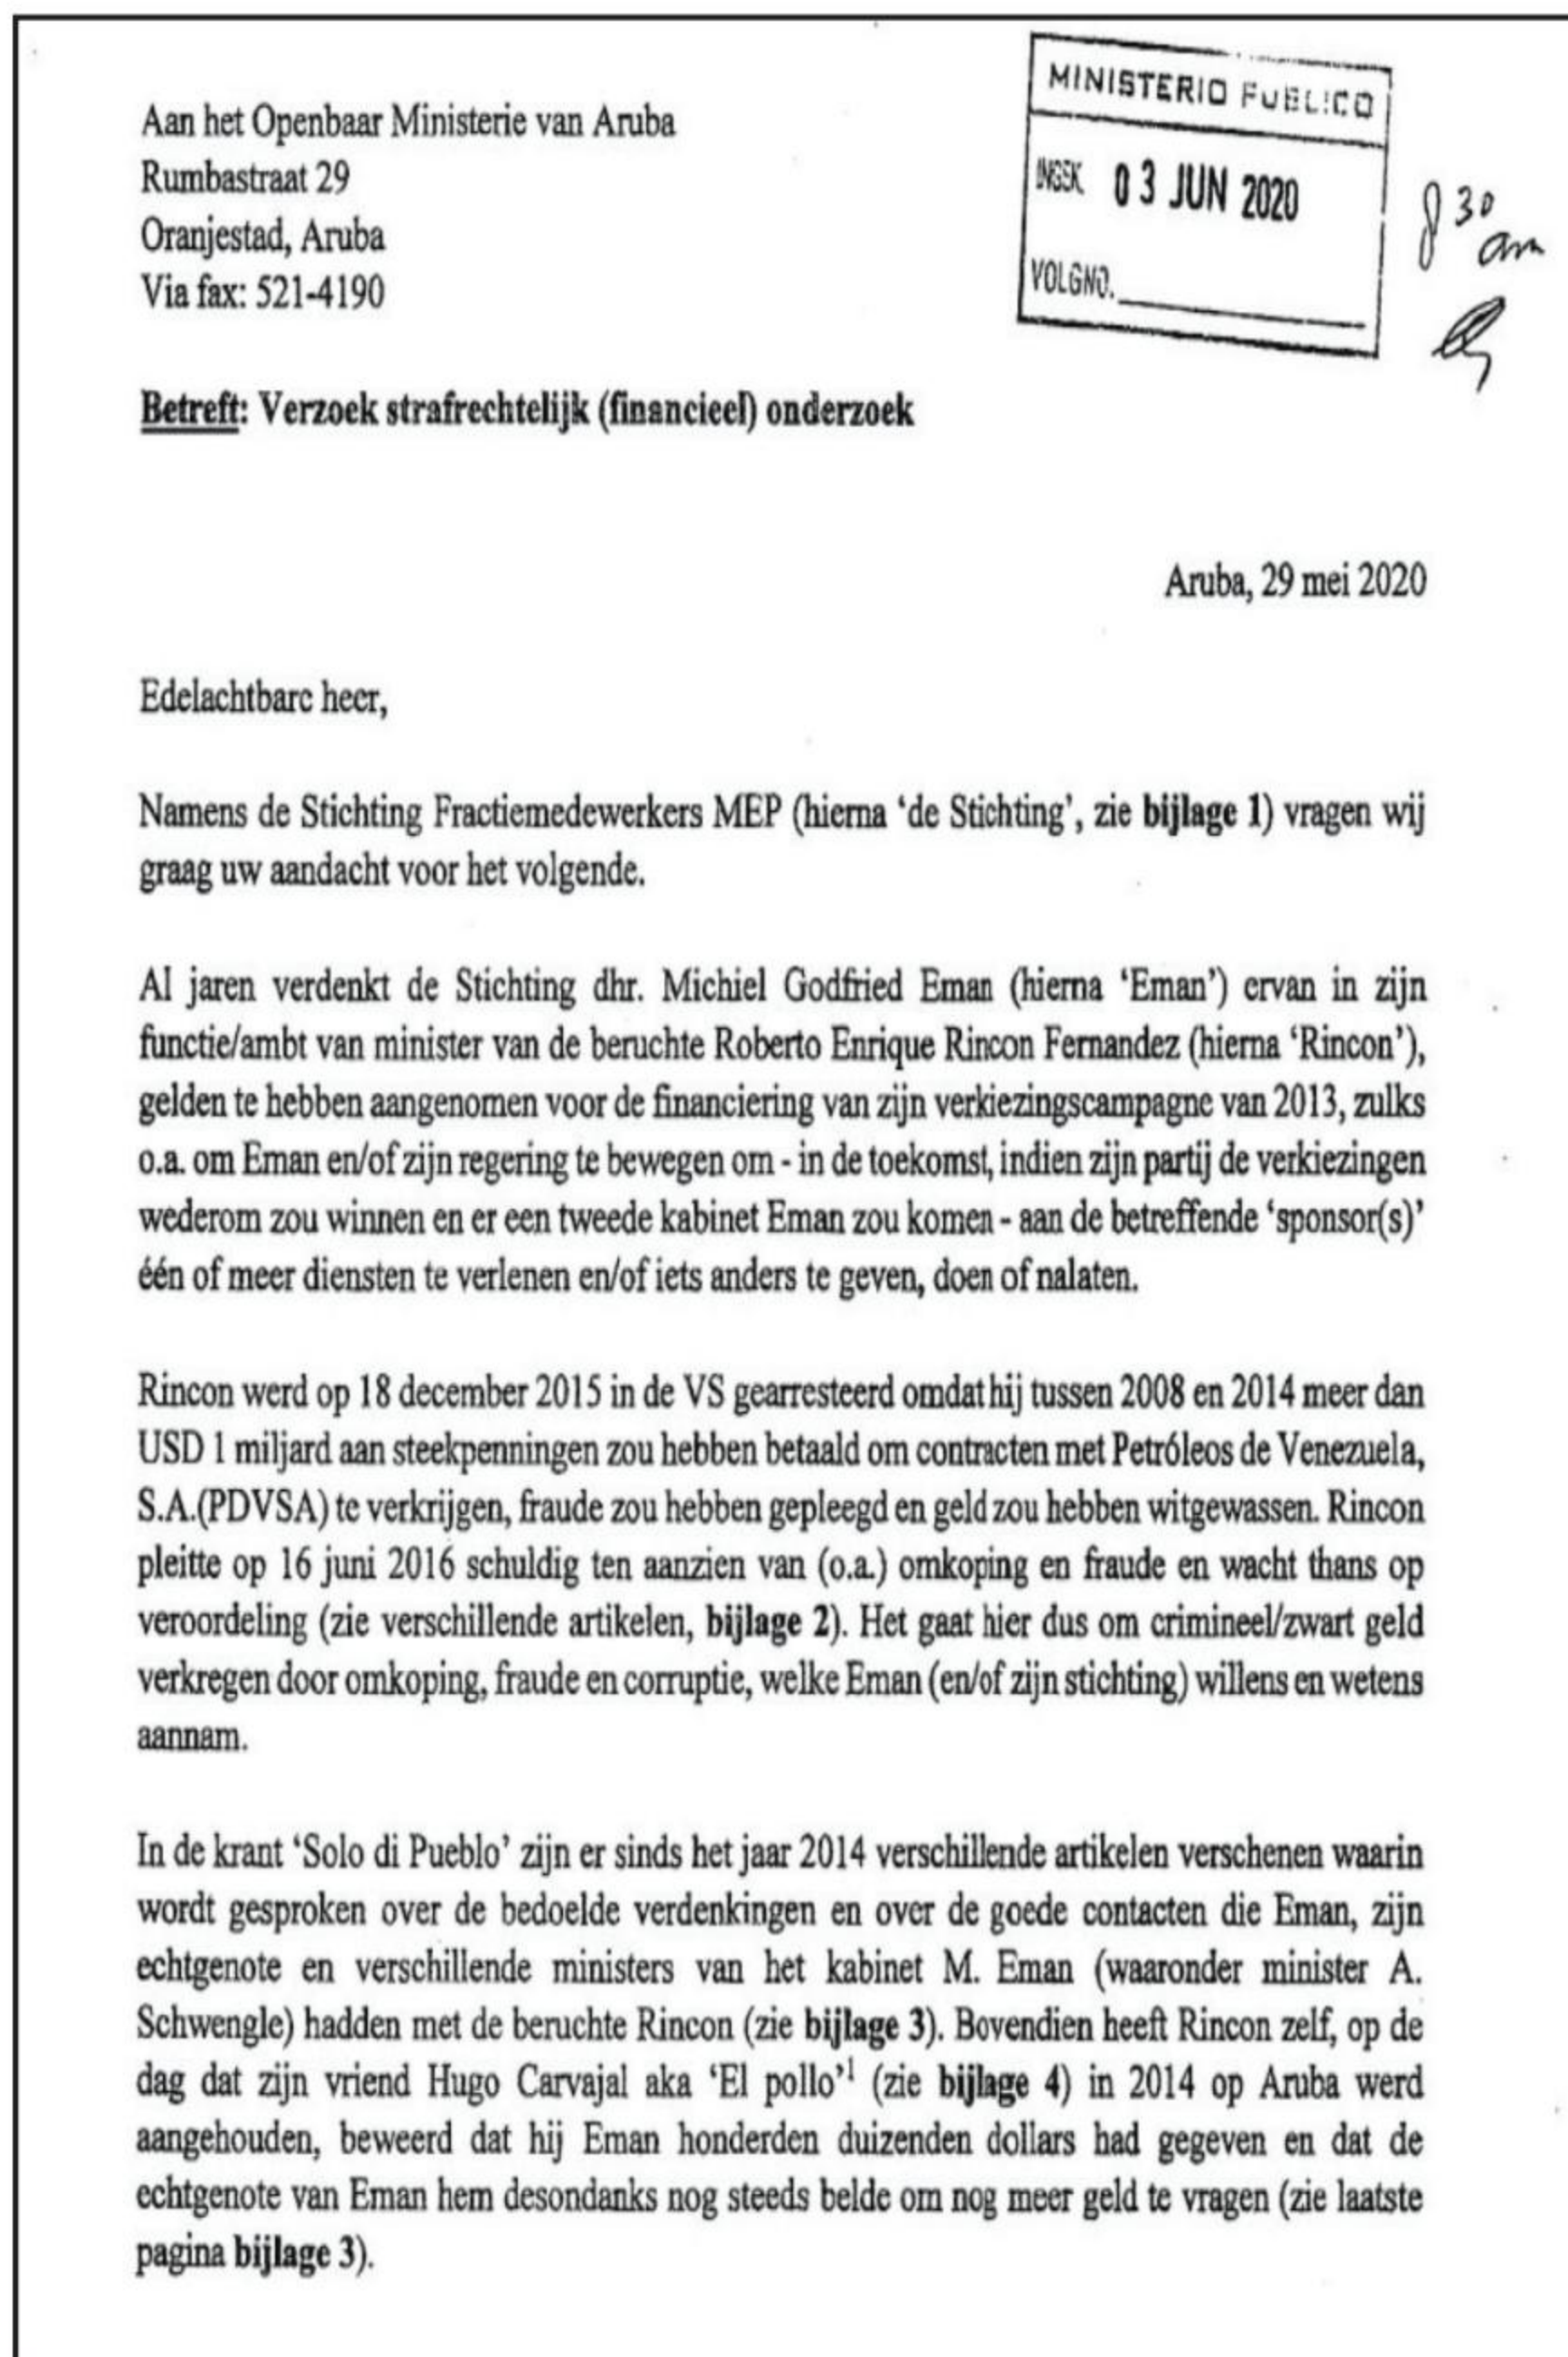 MINISTERIO PUBLICO
INGEK. 03 JUN 2020
VOLGNO.
8 30
am
Aan het Openbaar Ministerie van Aruba
Rumbastraat 29
Oranjestad, Aruba
Via fax: 521-4190
Betreft: Verzoek strafrechtelijk (financieel) onderzoek
Aruba, 29 mei 2020
Edelachtbare heer,
Namens de Stichting Fractiemedewerkers MEP (hierna ‘de Stichting’, zie bijlage 1) vragen wij
graag uw aandacht voor het volgende.
Al jaren verdenkt de Stichting dhr. Michiel Godfried Eman (hierna ‘Eman’) ervan in zijn
functie/ambt van minister van de beruchte Roberto Enrique Rincon Fernandez (hierna ‘Rincon’),
gelden te hebben aangenomen voor de financiering van zijn verkiezingscampagne van 2013, zulks
o.a. om Eman en/of zijn regering te bewegen om - in de toekomst, indien zijn partij de verkiezingen
wederom zou winnen en er een tweede kabinet Eman zou komen - aan de betreffende ‘sponsor(s)’
één of meer diensten te verlenen en/of iets anders te geven, doen of nalaten.
Rincon werd op 18 december 2015 in de VS gearresteerd omdat hij tussen 2008 en 2014 meer dan
USD 1 miljard aan steekpenningen zou hebben betaald om contracten met Petróleos de Venezuela,
S.A.(PDVSA) te verkrijgen, fraude zou hebben gepleegd en geld zou hebben witgewassen. Rincon
pleitte op 16 juni 2016 schuldig ten aanzien van (o.a.) omkoping en fraude en wacht thans op
veroordeling (zie verschillende artikelen, bijlage 2). Het gaat hier dus om crimineel/zwart geld
verkregen door omkoping, fraude en corruptie, welke Eman (en/of zijn stichting) willens en wetens
aannam.
In de krant ‘Solo di Pueblo’ zijn er sinds het jaar 2014 verschillende artikelen verschenen waarin
wordt gesproken over de bedoelde verdenkingen en over de goede contacten die Eman, zijn
echtgenote en verschillende ministers van het kabinet M. Eman (waaronder minister A.
Schwengle) hadden met de beruchte Rincon (zie bijlage 3). Bovendien heeft Rincon zelf, op de
dag dat zijn vriend Hugo Carvajal aka ‘El pollo’¹ (zie bijlage 4) in 2014 op Aruba werd
aangehouden, beweerd dat hij Eman honderden duizenden dollars had gegeven en dat de
echtgenote van Eman hem desondanks nog steeds belde om nog meer geld te vragen (zie laatste
pagina bijlage 3).